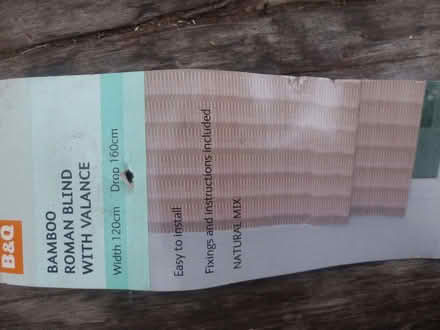 B&Q
BAMBOO
ROMAN BLIND
WITH VALANCE
Width 120cm Drop 160cm
Easy to install
Fixings and instructions included
NATURAL MIX